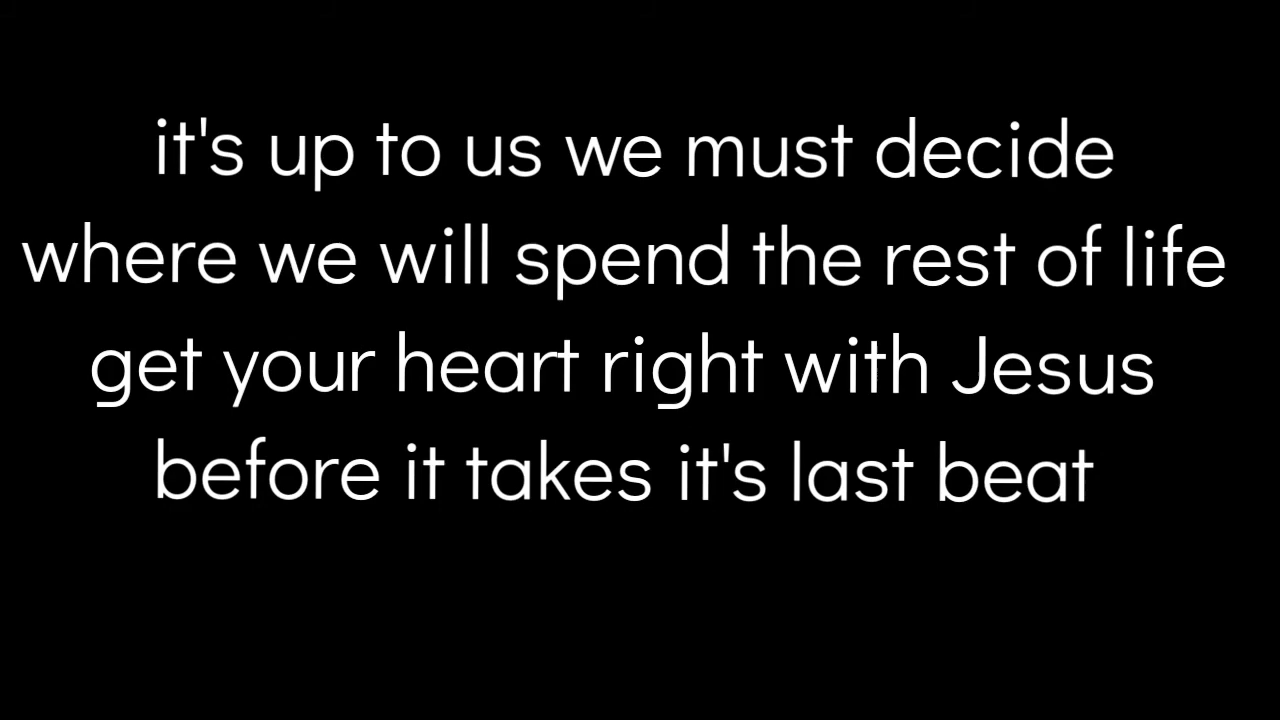 it's up to us we must decide
where we will spend the rest of life
get your heart right with Jesus
before it takes it's last beat